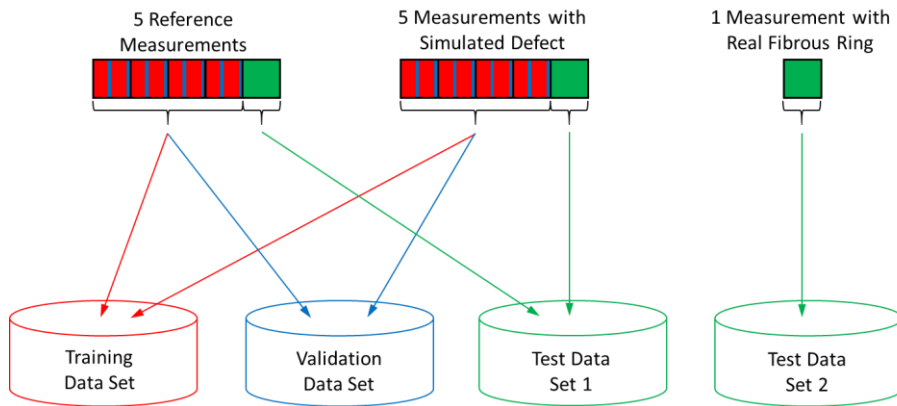 5 Reference
Measurements
5 Measurements with
Simulated Defect
1 Measurement with
Real Fibrous Ring
Training
Data Set
Validation
Data Set
Test Data
Set 1
Test Data
Set 2